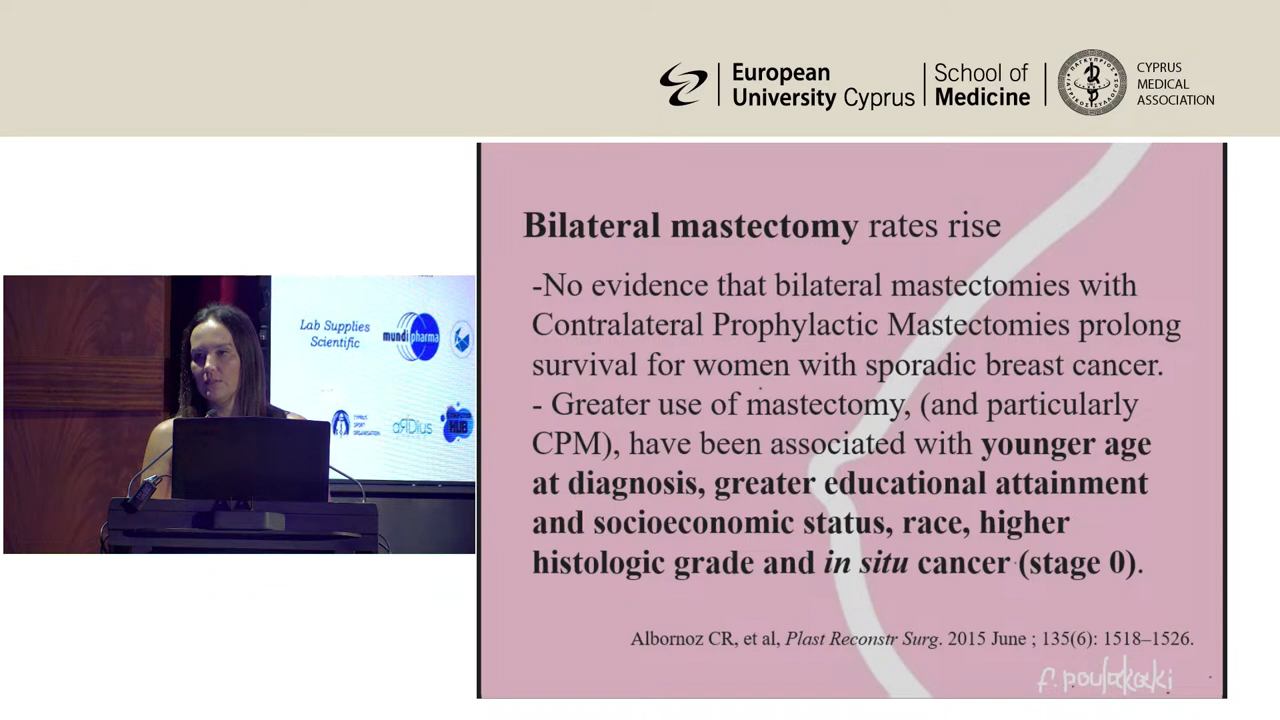 European
University Cyprus
School of
Medicine
CYPRUS
MEDICAL
ASSOCIATION
Lab Supplies
Scientific
mundipharma
CYPRUS
SPORT
ORGANISATION
HUB
Bilateral mastectomy rates rise
-No evidence that bilateral mastectomies with
Contralateral Prophylactic Mastectomies prolong
survival for women with sporadic breast cancer.
- Greater use of mastectomy, (and particularly
CPM), have been associated with younger age
at diagnosis, greater educational attainment
and socioeconomic status, race, higher
histologic grade and in situ cancer (stage 0).
Albornoz CR, et al, Plast Reconstr Surg. 2015 June ; 135(6): 1518–1526.
f. poulakaki